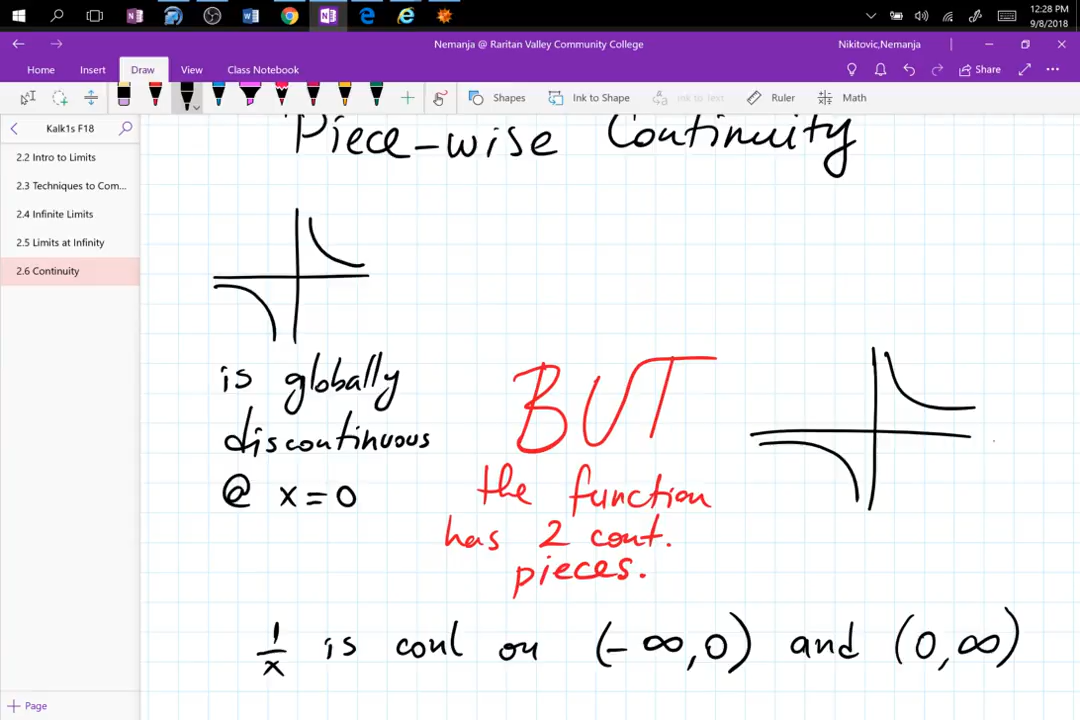 12:28 PM
9/8/2018
Nemanja @ Raritan Valley Community College
Nikitovic,Nemanja
Home Insert Draw View Class Notebook
Share
Shapes Ink to Shape Ink to Text Ruler Math
Kalk1s F18
2.2 Intro to Limits
2.3 Techniques to Com...
2.4 Infinite Limits
2.5 Limits at Infinity
2.6 Continuity
Page
Piece-wise Continuity
is globally
discontinuous
@ x=0
BUT
the function
has 2 cont.
pieces.
1/x is cont on (-∞,0) and (0,∞)